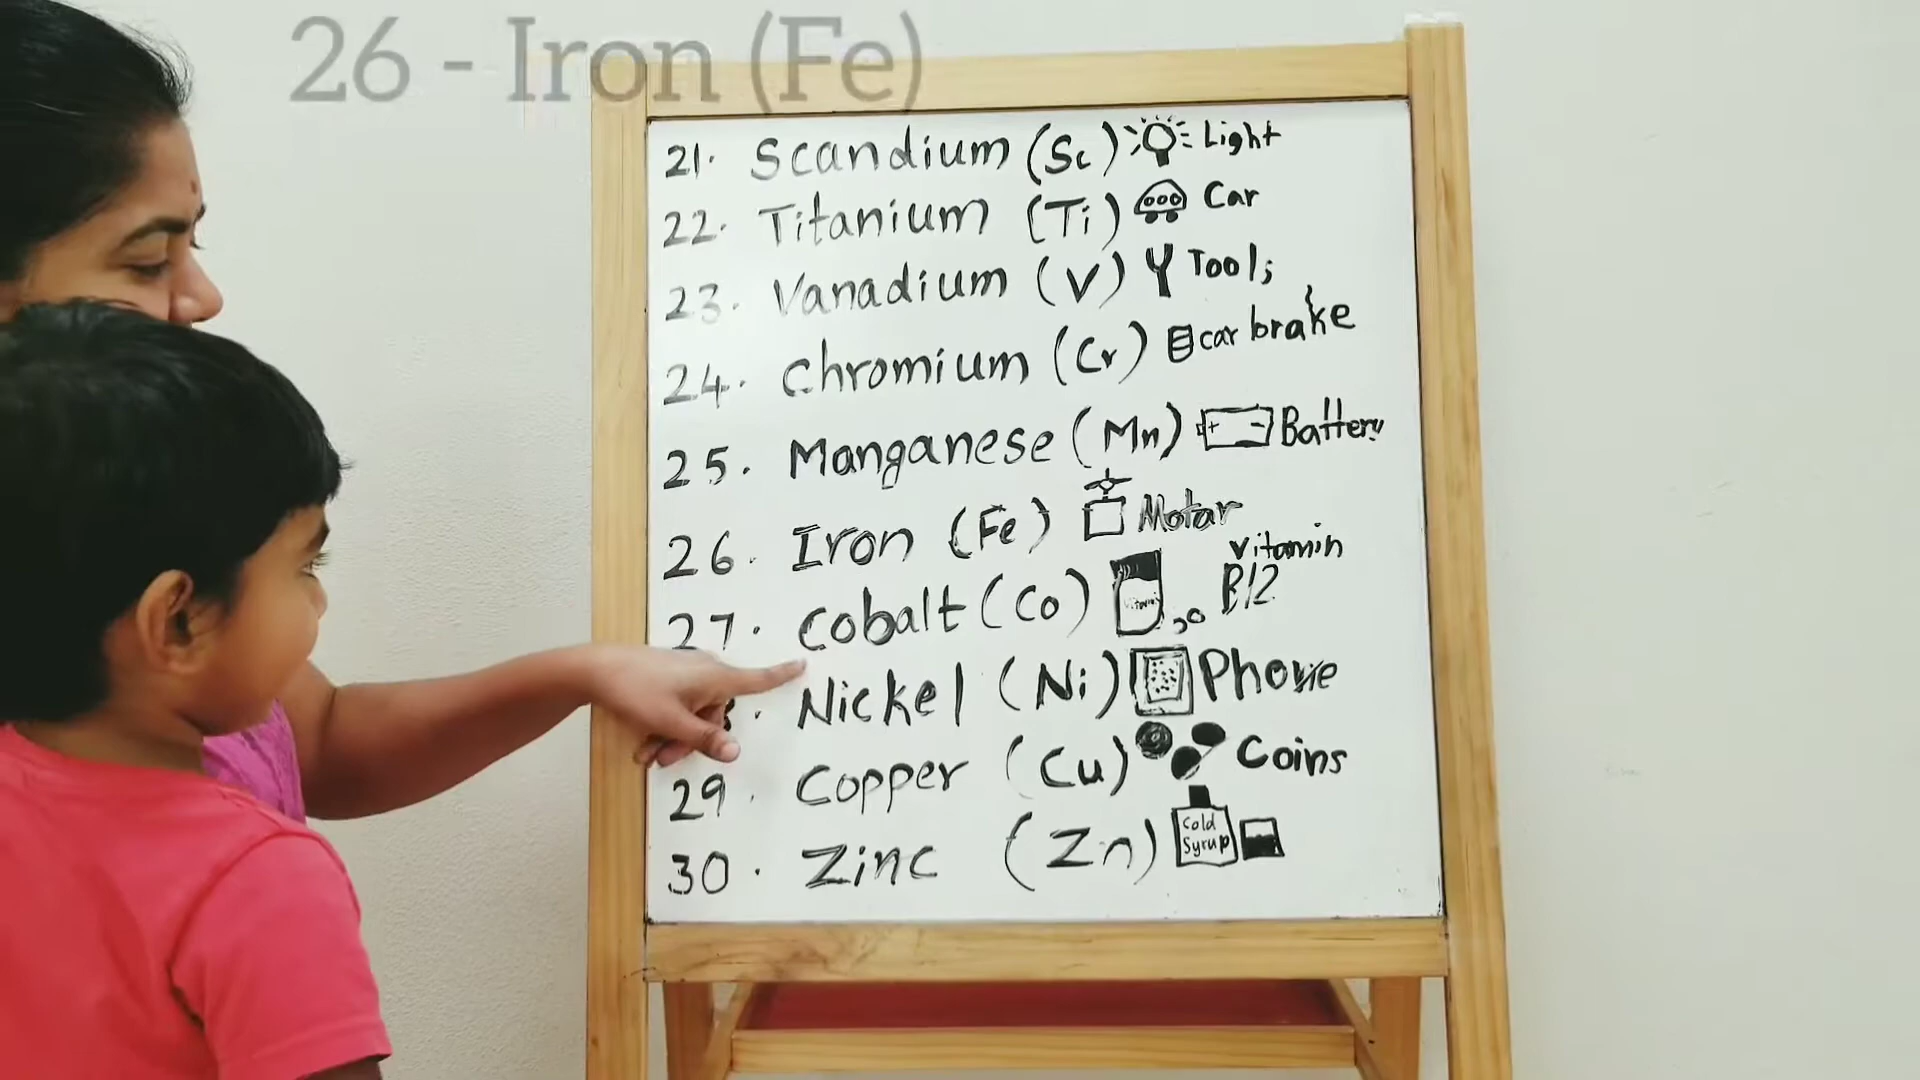 26 - Iron (Fe)
21. Scandium (Sc) Light
22. Titanium (Ti) Car
23. Vanadium (V) Tools
24. Chromium (Cr) car brake
25. Manganese (Mn) + - Battery
26. Iron (Fe) Motar
27. Cobalt (Co) Vitamin B12
. Nickel (Ni) Phone
29. Copper (Cu) Coins
30. Zinc (Zn) Cold Syrup